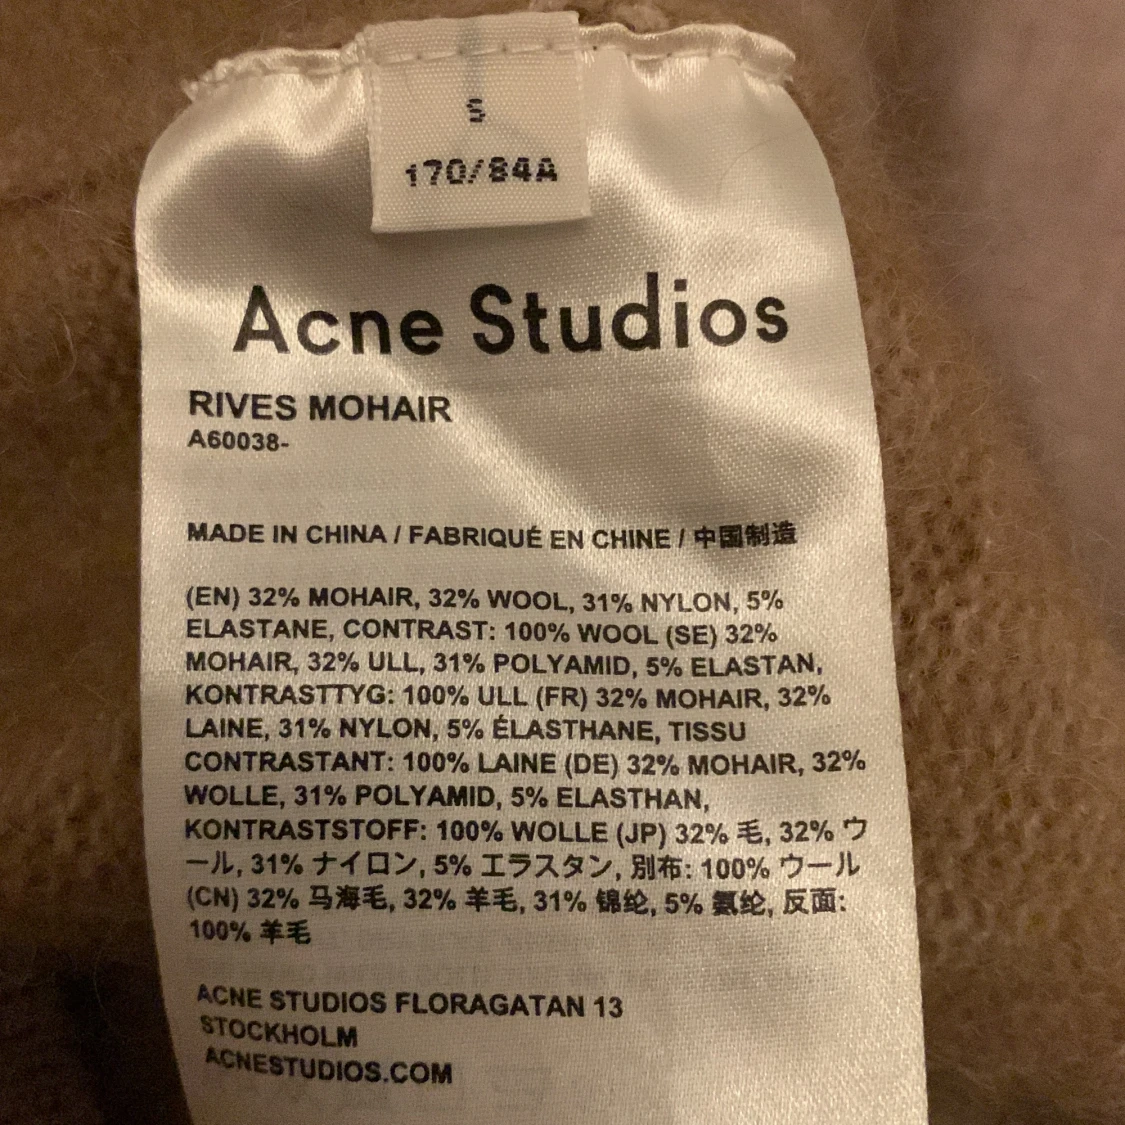 S
170/84A
Acne Studios
RIVES MOHAIR
A60038-
MADE IN CHINA / FABRIQUÉ EN CHINE / 中国制造
(EN) 32% MOHAIR, 32% WOOL, 31% NYLON, 5%
ELASTANE, CONTRAST: 100% WOOL (SE) 32%
MOHAIR, 32% ULL, 31% POLYAMID, 5% ELASTAN,
KONTRASTTYG: 100% ULL (FR) 32% MOHAIR, 32%
LAINE, 31% NYLON, 5% ÉLASTHANE, TISSU
CONTRASTANT: 100% LAINE (DE) 32% MOHAIR, 32%
WOLLE, 31% POLYAMID, 5% ELASTHAN,
KONTRASTSTOFF: 100% WOLLE (JP) 32% 毛, 32% ウ
ール, 31% ナイロン, 5% エラスタン, 別布: 100% ウール
(CN) 32% 马海毛, 32% 羊毛, 31% 锦纶, 5% 氨纶, 反面:
100% 羊毛
ACNE STUDIOS FLORAGATAN 13
STOCKHOLM
ACNESTUDIOS.COM